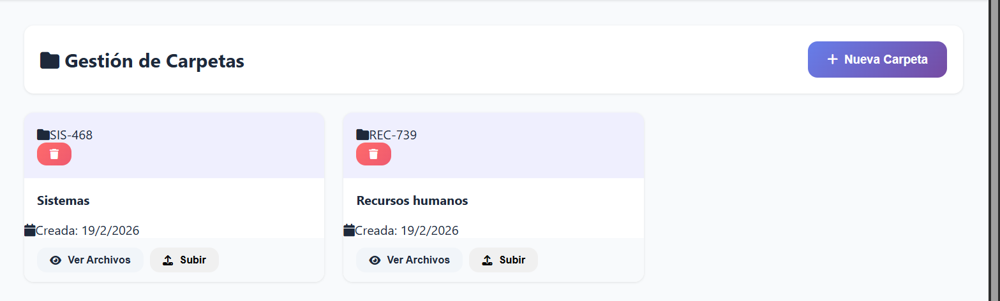 Gestión de Carpetas
Nueva Carpeta
SIS-468
Sistemas
Creada: 19/2/2026
Ver Archivos
Subir
REC-739
Recursos humanos
Creada: 19/2/2026
Ver Archivos
Subir